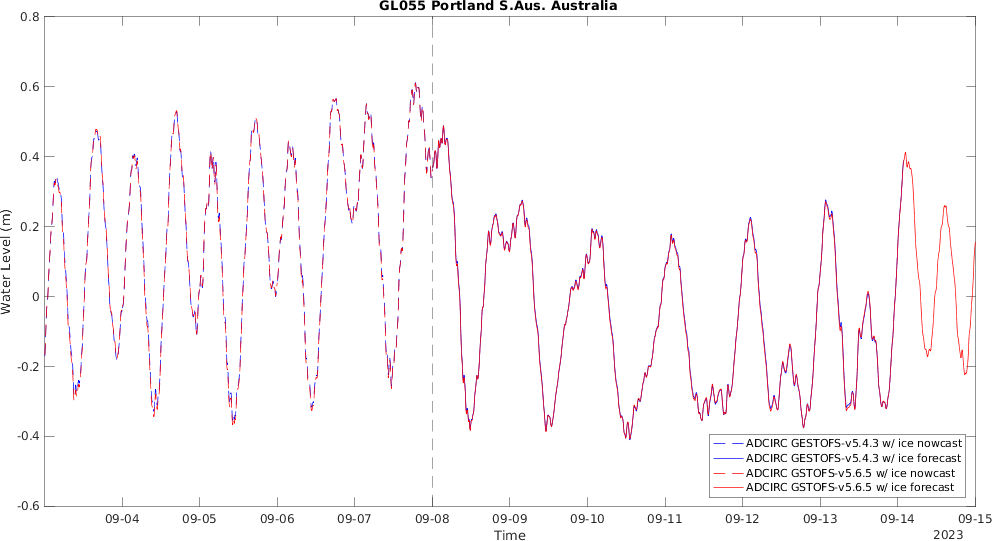 GL055 Portland S.Aus. Australia
0.8
0.6
0.4
0.2
0
-0.2
-0.4
-0.6
Water Level (m)
ADCIRC GESTOFS-v5.4.3 w/ ice nowcast
ADCIRC GESTOFS-v5.4.3 w/ ice forecast
ADCIRC GSTOFS-v5.6.5 w/ ice nowcast
ADCIRC GSTOFS-v5.6.5 w/ ice forecast
09-04 09-05 09-06 09-07 09-08 09-09 09-10 09-11 09-12 09-13 09-14 09-15
Time
2023